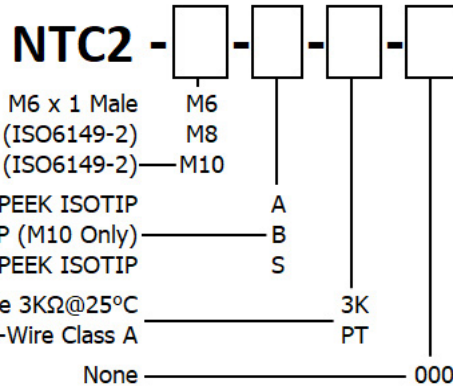 NTC2 - - - -
M6 x 1 Male M6
(ISO6149-2) M8
(ISO6149-2) M10
PEEK ISOTIP A
(M10 Only) B
PEEK ISOTIP S
3KΩ@25°C 3K
-Wire Class A PT
None 000